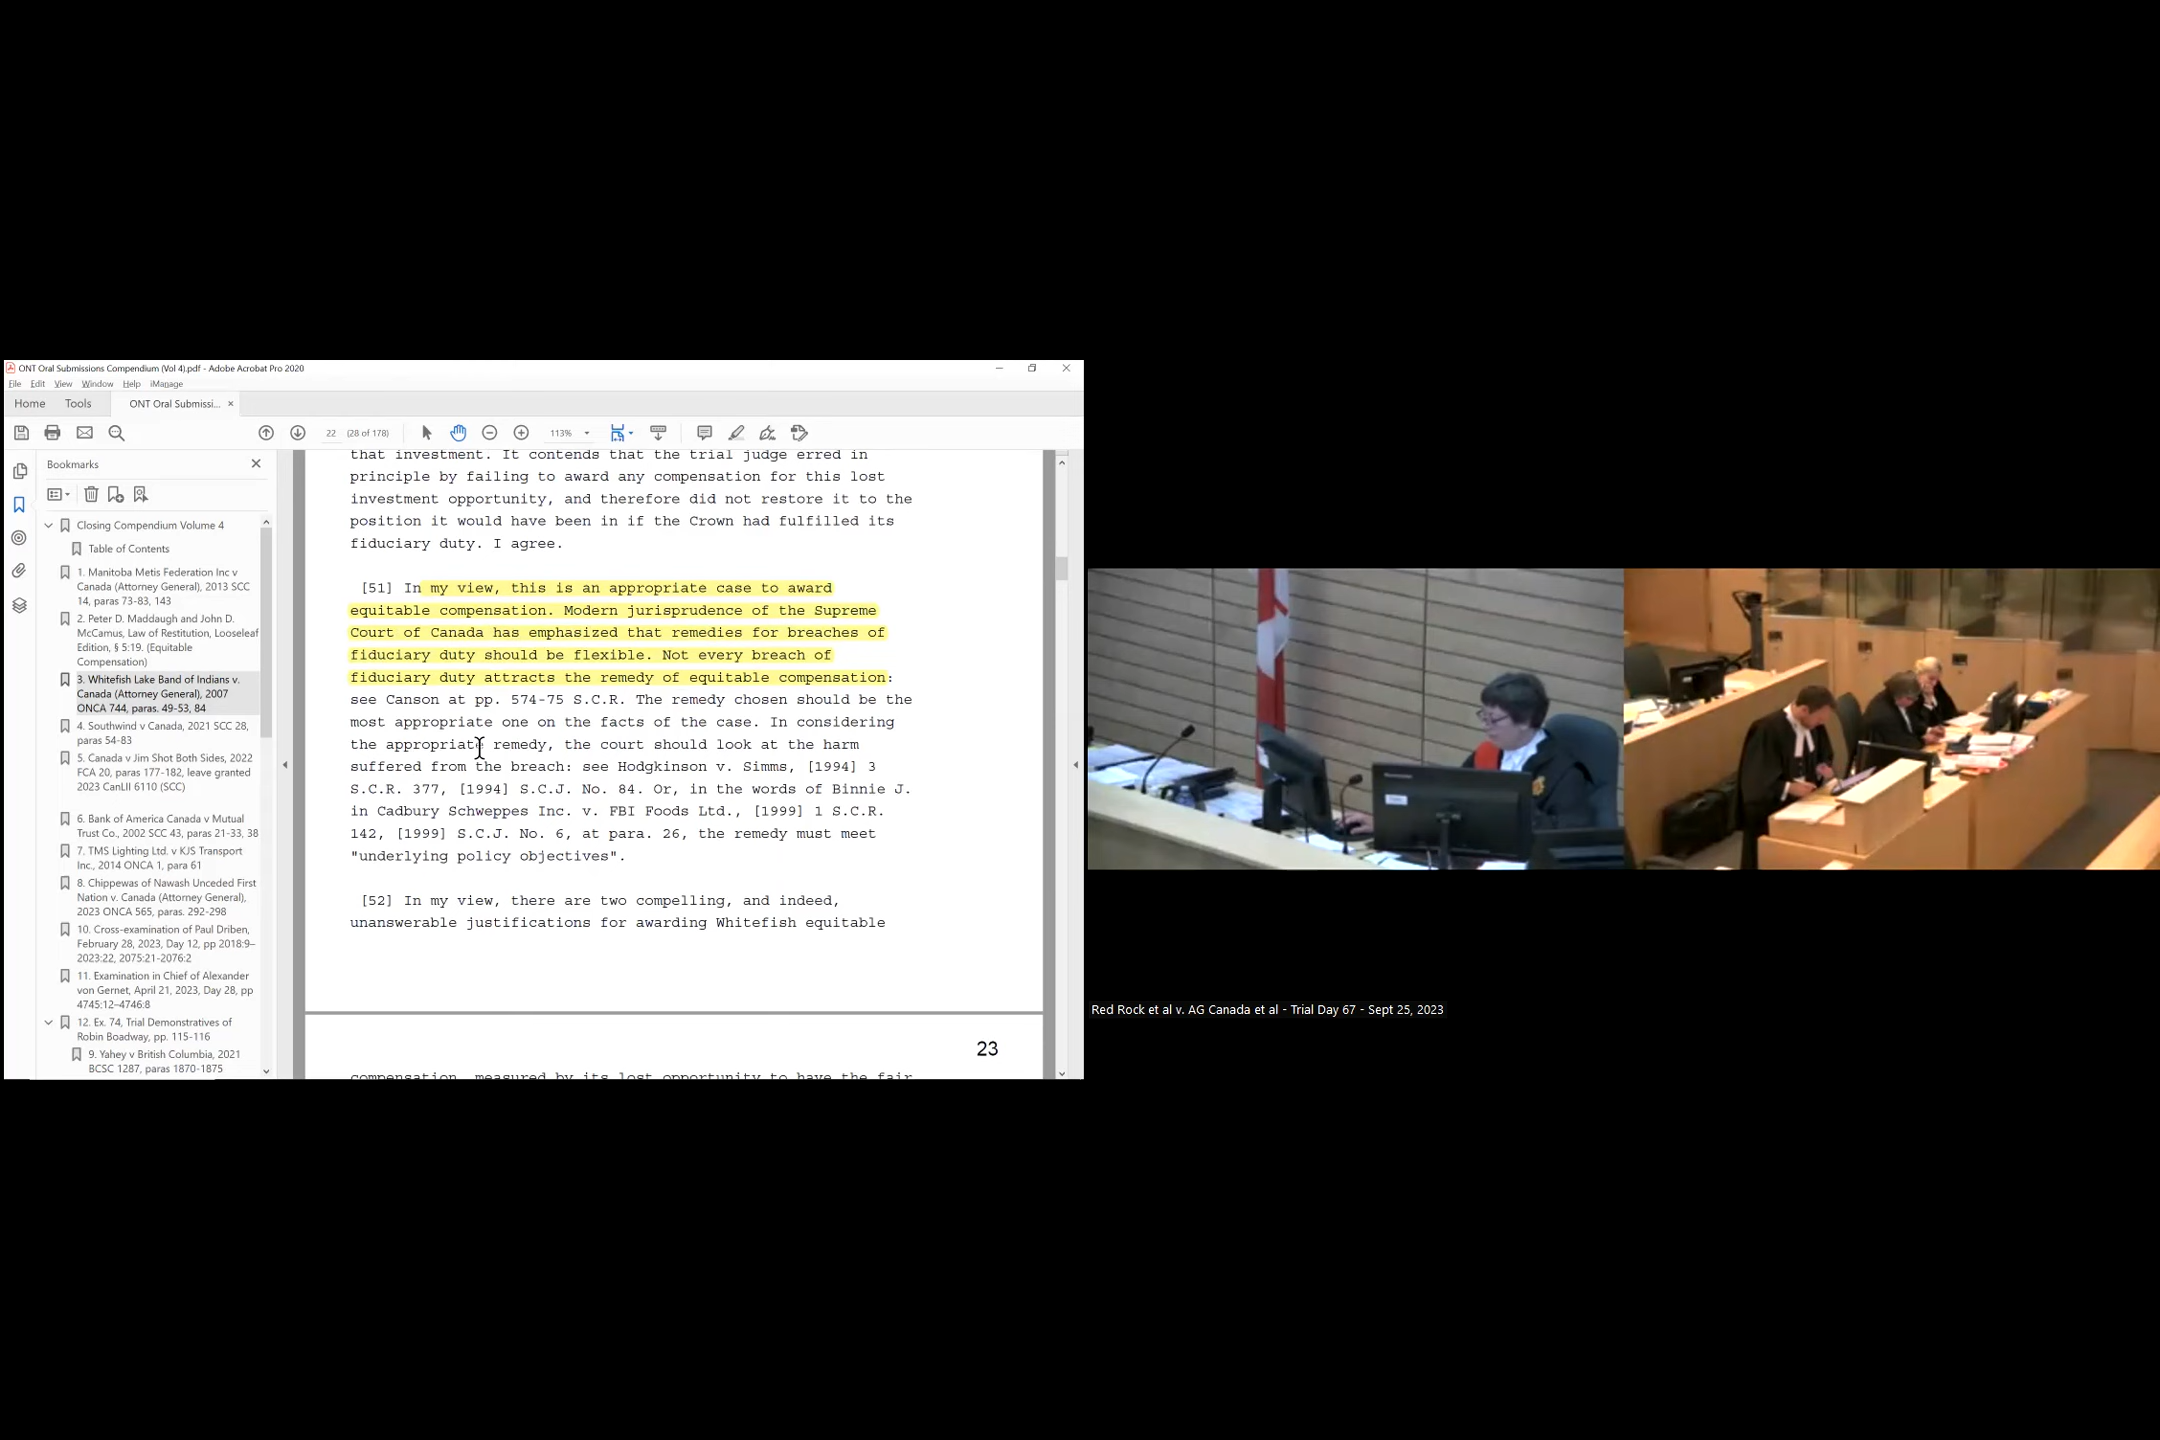 ONT Oral Submissions Compendium (Vol 4).pdf - Adobe Acrobat Pro 2020
File Edit View Window Help iManage
Home Tools ONT Oral Submissi... ×
22 (28 of 178) 113%
Bookmarks
Closing Compendium Volume 4
Table of Contents
1. Manitoba Metis Federation Inc v
Canada (Attorney General), 2013 SCC
14, paras 73-83, 143
2. Peter D. Maddaugh and John D.
McCamus, Law of Restitution, Looseleaf
Edition, § 5:19. (Equitable
Compensation)
3. Whitefish Lake Band of Indians v.
Canada (Attorney General), 2007
ONCA 744, paras. 49-53, 84
4. Southwind v Canada, 2021 SCC 28,
paras 54-83
5. Canada v Jim Shot Both Sides, 2022
FCA 20, paras 177-182, leave granted
2023 CanLII 6110 (SCC)
6. Bank of America Canada v Mutual
Trust Co., 2002 SCC 43, paras 21-33, 38
7. TMS Lighting Ltd. v KJS Transport
Inc., 2014 ONCA 1, para 61
8. Chippewas of Nawash Unceded First
Nation v. Canada (Attorney General),
2023 ONCA 565, paras. 292-298
10. Cross-examination of Paul Driben,
February 28, 2023, Day 12, pp 2018:9–
2023:22, 2075:21-2076:2
11. Examination in Chief of Alexander
von Gernet, April 21, 2023, Day 28, pp
4745:12–4746:8
12. Ex. 74, Trial Demonstratives of
Robin Boadway, pp. 115-116
9. Yahey v British Columbia, 2021
BCSC 1287, paras 1870-1875
that investment. It contends that the trial judge erred in
principle by failing to award any compensation for this lost
investment opportunity, and therefore did not restore it to the
position it would have been in if the Crown had fulfilled its
fiduciary duty. I agree.
[51] In my view, this is an appropriate case to award
equitable compensation. Modern jurisprudence of the Supreme
Court of Canada has emphasized that remedies for breaches of
fiduciary duty should be flexible. Not every breach of
fiduciary duty attracts the remedy of equitable compensation:
see Canson at pp. 574-75 S.C.R. The remedy chosen should be the
most appropriate one on the facts of the case. In considering
the appropriate remedy, the court should look at the harm
suffered from the breach: see Hodgkinson v. Simms, [1994] 3
S.C.R. 377, [1994] S.C.J. No. 84. Or, in the words of Binnie J.
in Cadbury Schweppes Inc. v. FBI Foods Ltd., [1999] 1 S.C.R.
142, [1999] S.C.J. No. 6, at para. 26, the remedy must meet
"underlying policy objectives".
[52] In my view, there are two compelling, and indeed,
unanswerable justifications for awarding Whitefish equitable
23
compensation, measured by its lost opportunity to have the fair
Red Rock et al v. AG Canada et al - Trial Day 67 - Sept 25, 2023